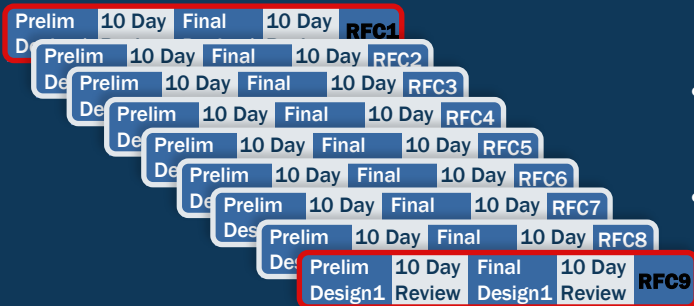 Prelim 10 Day Final 10 Day RFC1
Prelim 10 Day Final 10 Day RFC2
Prelim 10 Day Final 10 Day RFC3
Prelim 10 Day Final 10 Day RFC4
Prelim 10 Day Final 10 Day RFC5
Prelim 10 Day Final 10 Day RFC6
Prelim 10 Day Final 10 Day RFC7
Prelim 10 Day Final 10 Day RFC8
Prelim 10 Day Final 10 Day RFC9
Design1 Review Design1 Review